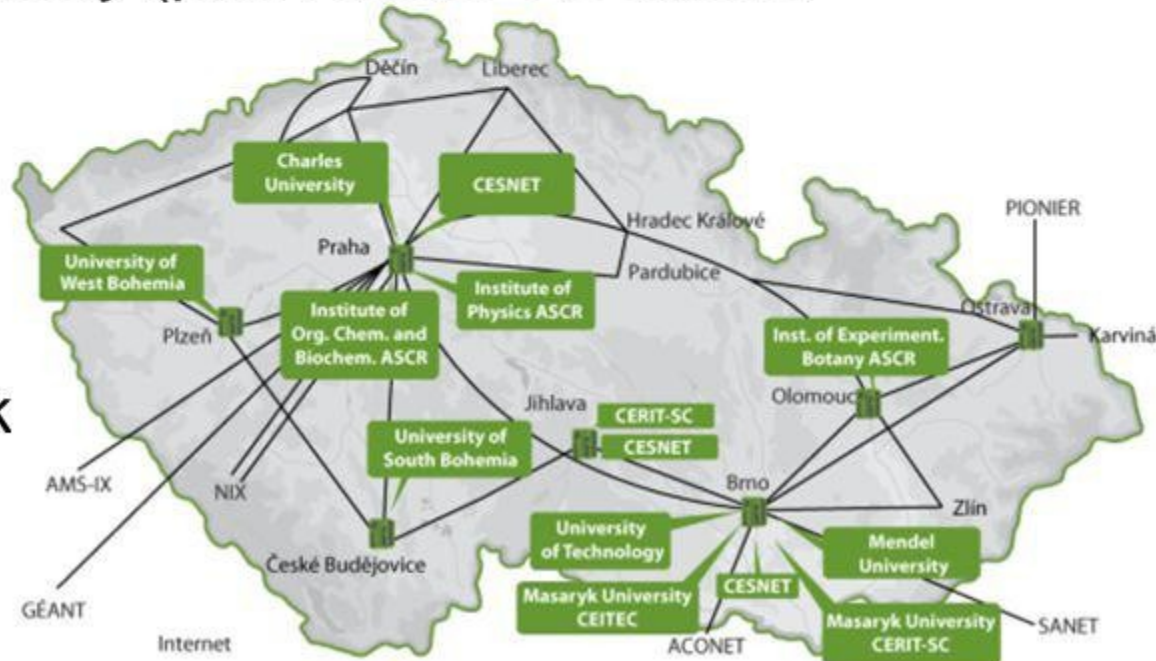 Děčín
Liberec
Charles
University
CESNET
Hradec Králové
PIONIER
Praha
University of
West Bohemia
Institute of
Physics ASCR
Pardubice
Institute of
Org. Chem. and
Biochem. ASCR
Plzeň
Ostrava
Karviná
Inst. of Experiment.
Botany ASCR
Olomouc
Jihlava
CERIT-SC
CESNET
University of
South Bohemia
AMS-IX
NIX
Brno
Zlín
University
of Technology
Mendel
University
České Budějovice
CESNET
Masaryk University
CEITEC
GÉANT
Masaryk University
CERIT-SC
SANET
Internet
ACONET